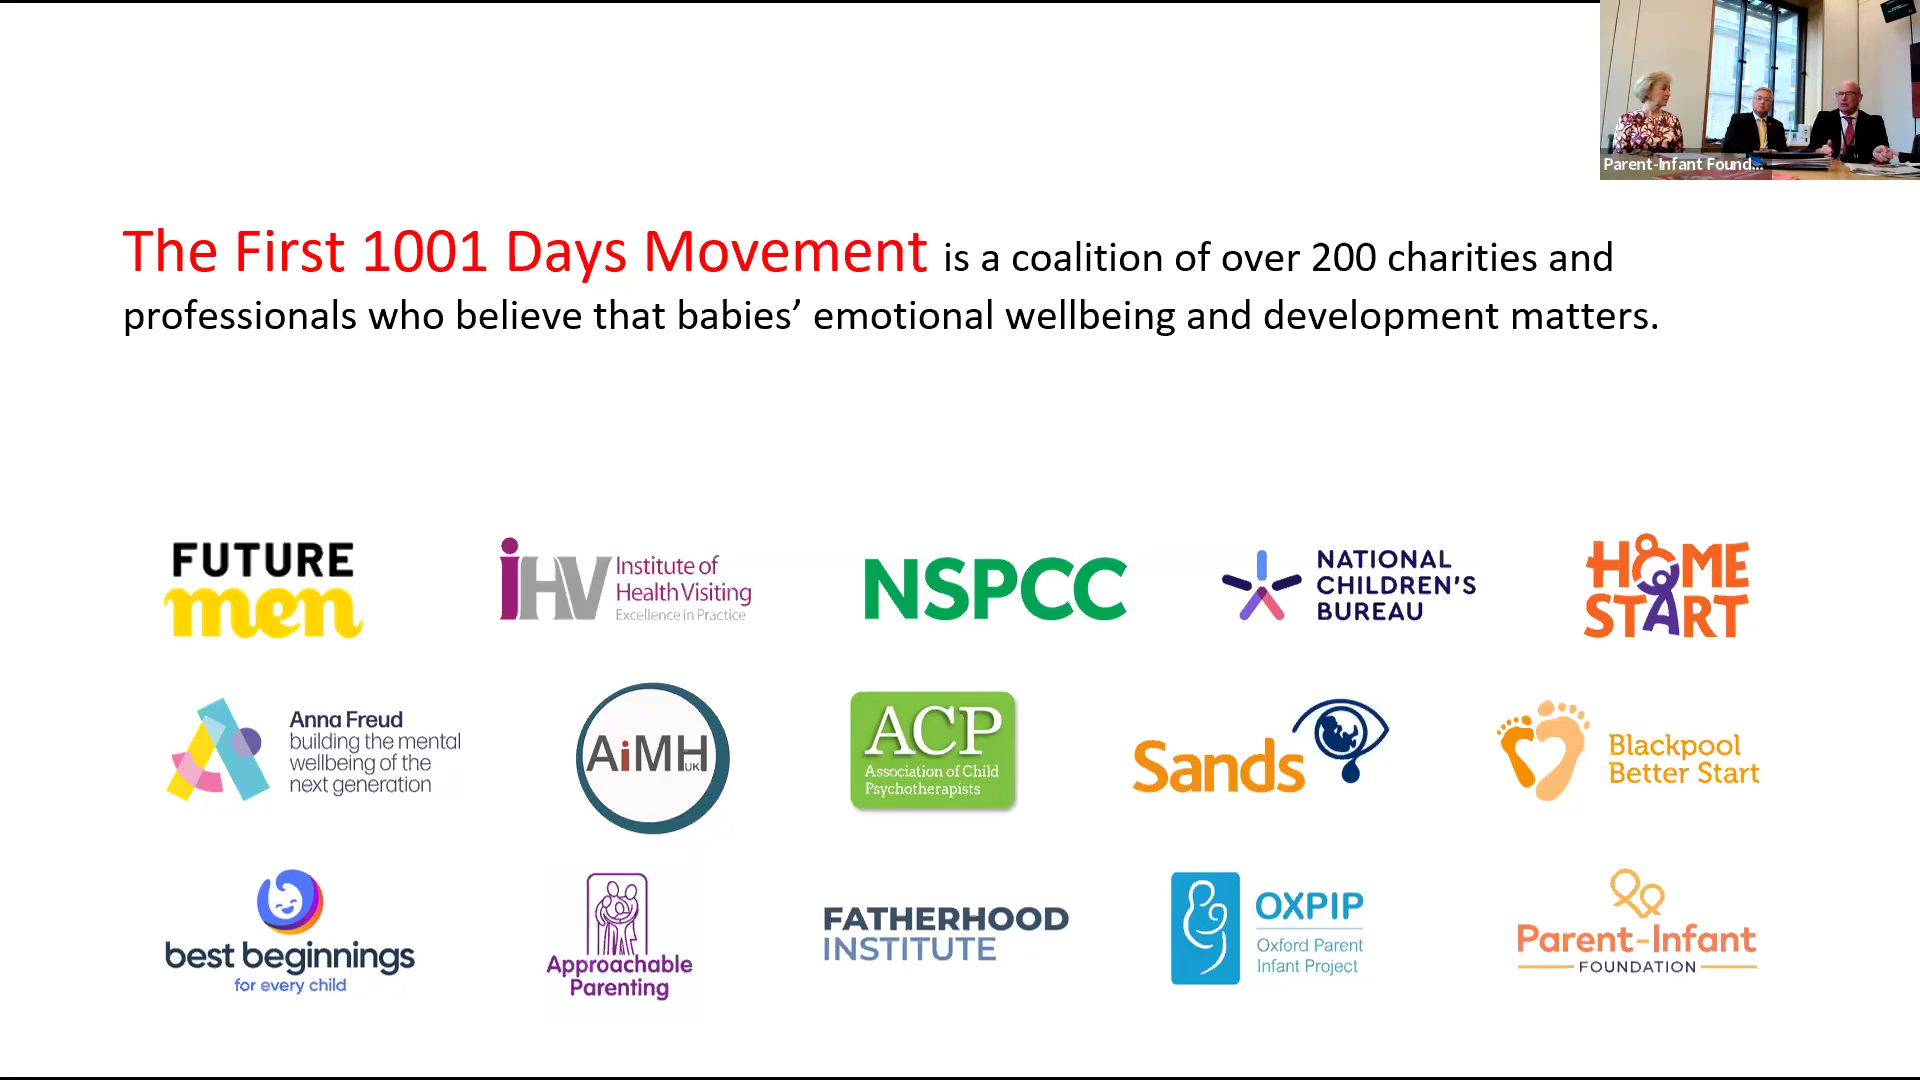 Parent-Infant Found...
The First 1001 Days Movement is a coalition of over 200 charities and
professionals who believe that babies’ emotional wellbeing and development matters.
FUTURE
men
iHV
Institute of
Health Visiting
Excellence in Practice
NSPCC
NATIONAL
CHILDREN'S
BUREAU
HOME
START
Anna Freud
building the mental
wellbeing of the
next generation
AiMH
UK
ACP
Association of Child
Psychotherapists
Sands
Blackpool
Better Start
best beginnings
for every child
Approachable
Parenting
FATHERHOOD
INSTITUTE
OXPIP
Oxford Parent
Infant Project
Parent-Infant
FOUNDATION